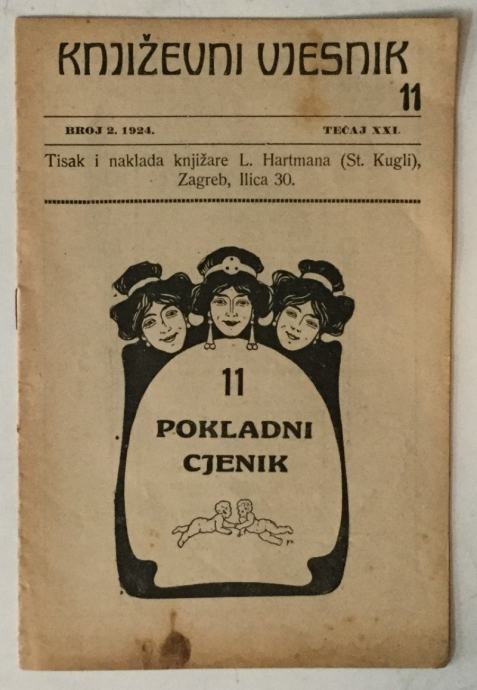 KNJIŽEVNI VJESNIK
11
BROJ 2. 1924. TEČAJ XXI.
Tisak i naklada knjižare L. Hartmana (St. Kugli),
Zagreb, Ilica 30.
11
POKLADNI
CJENIK